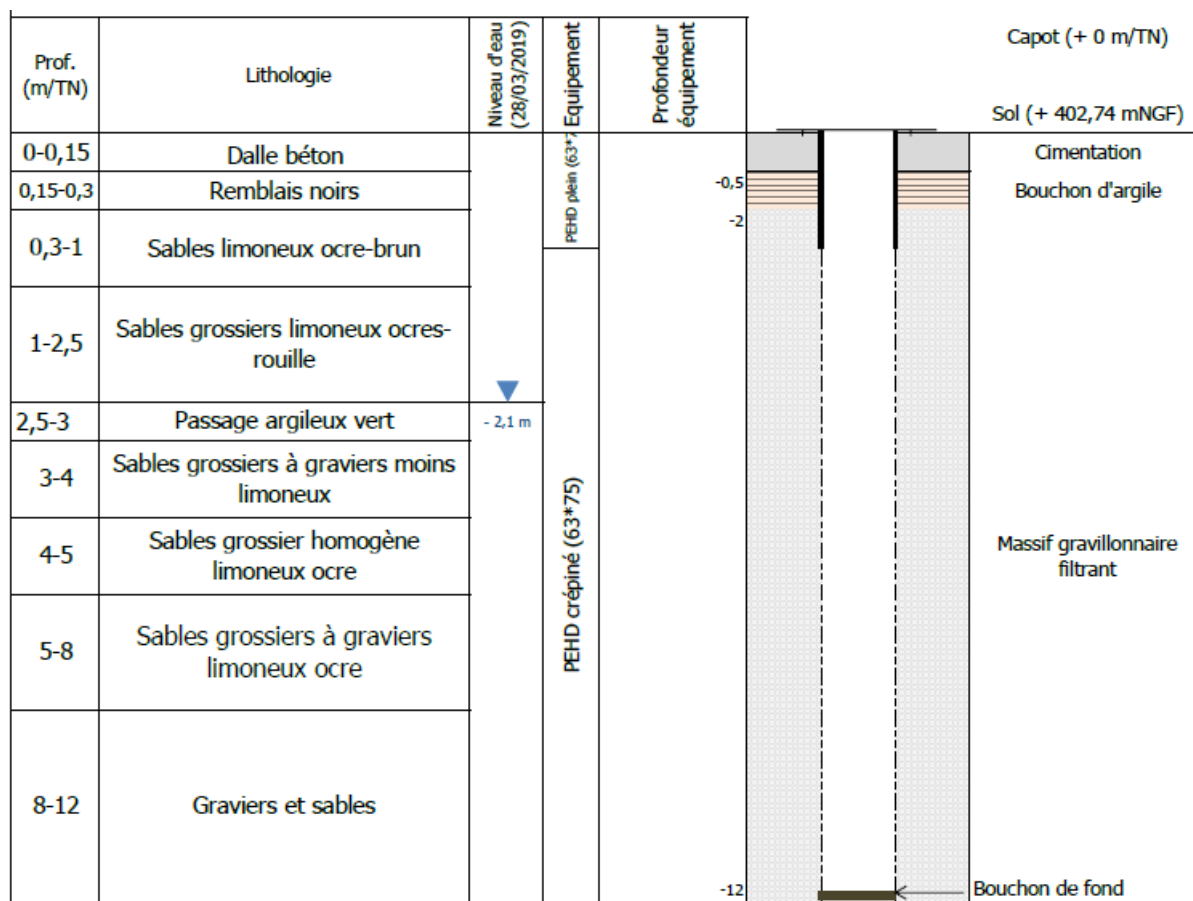 Prof.
(m/TN)
Lithologie
Niveau d'eau
(28/03/2019)
Equipement
Profondeur
équipement
Capot (+ 0 m/TN)
Sol (+ 402,74 mNGF)
0-0,15
Dalle béton
0,15-0,3
Remblais noirs
0,3-1
Sables limoneux ocre-brun
1-2,5
Sables grossiers limoneux ocres-
rouille
2,5-3
Passage argileux vert
3-4
Sables grossiers à graviers moins
limoneux
4-5
Sables grossier homogène
limoneux ocre
5-8
Sables grossiers à graviers
limoneux ocre
8-12
Graviers et sables
- 2,1 m
PEHD plein (63*7
PEHD crépiné (63*75)
-0,5
-2
-12
Cimentation
Bouchon d'argile
Massif gravillonnaire
filtrant
Bouchon de fond